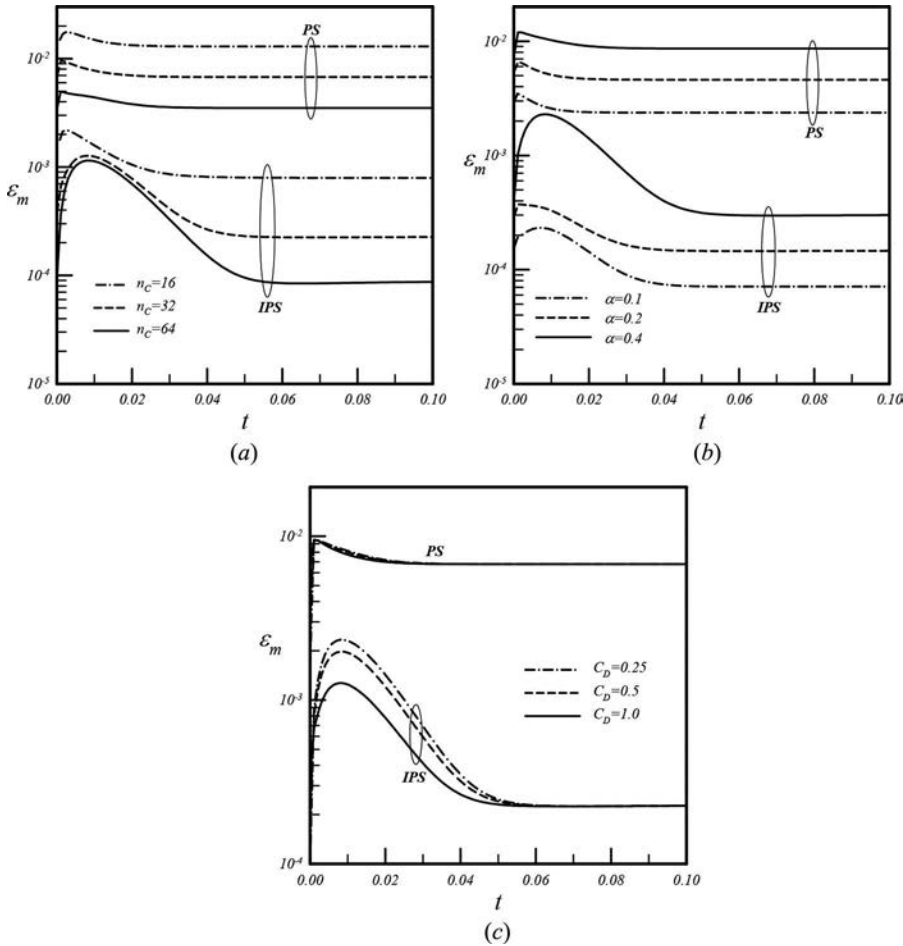 PS
10⁻²
10⁻³
εₘ
10⁻⁴
n_C=16
n_C=32
n_C=64
IPS
10⁻⁵
0.00 0.02 0.04 0.06 0.08 0.10
t
(a)
10⁻²
PS
10⁻³
εₘ
10⁻⁴
α=0.1
α=0.2
α=0.4
IPS
10⁻⁵
0.00 0.02 0.04 0.06 0.08 0.10
t
(b)
10⁻²
PS
εₘ
C_D=0.25
C_D=0.5
C_D=1.0
10⁻³
IPS
10⁻⁴
0.00 0.02 0.04 0.06 0.08 0.10
t
(c)